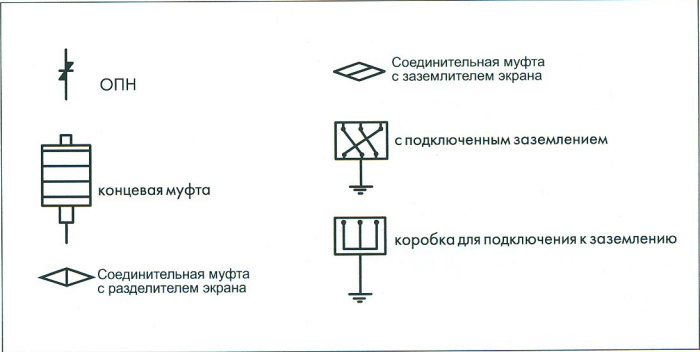 ОПН
концевая муфта
Соединительная муфта
с разделителем экрана
Соединительная муфта
с заземлителем экрана
с подключенным заземлением
коробка для подключения к заземлению